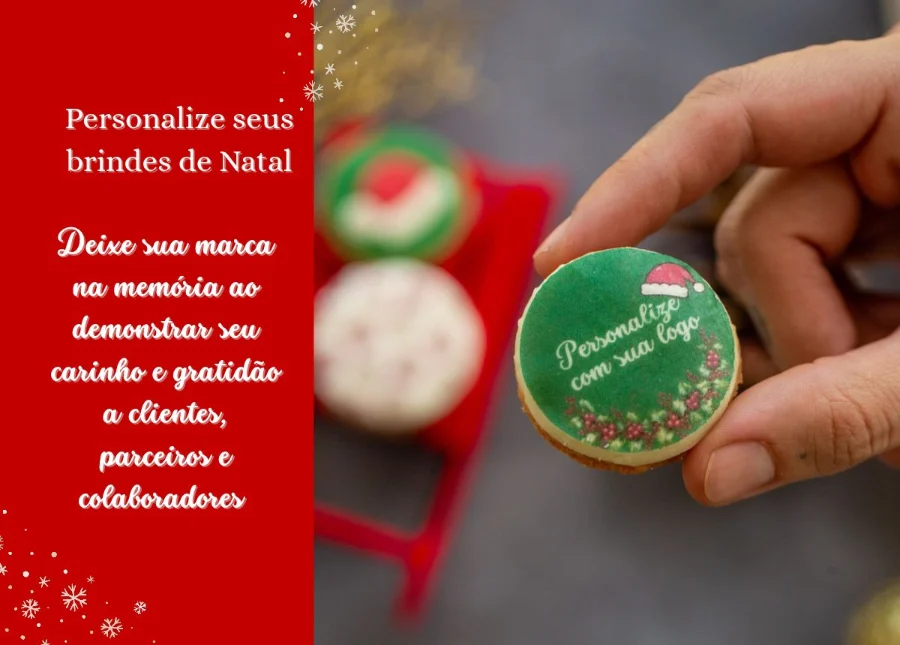 Personalize seus
brindes de Natal
Deixe sua marca
na memória ao
demonstrar seu
carinho e gratidão
a clientes,
parceiros e
colaboradores
Personalize
com sua logo